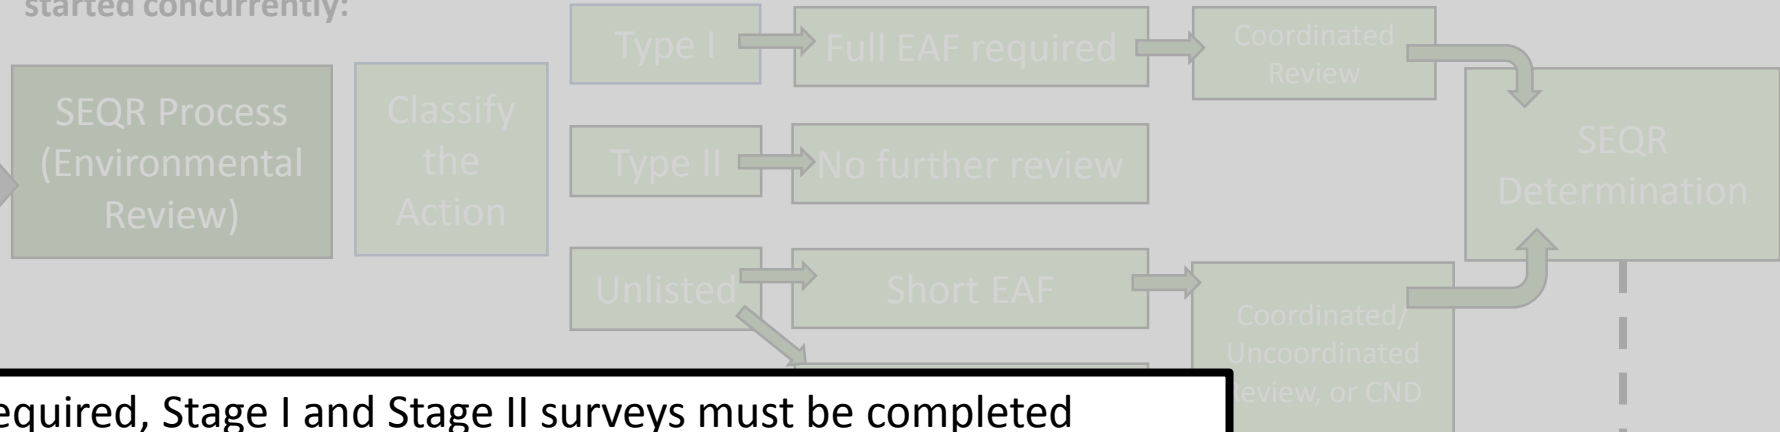 started concurrently:
SEQR Process
(Environmental
Review)
Classify
the
Action
Type I
Full EAF required
Coordinated
Review
Type II
No further review
Unlisted
Short EAF
Coordinated/
Uncoordinated
Review, or CND
SEQR
Determination
required, Stage I and Stage II surveys must be completed